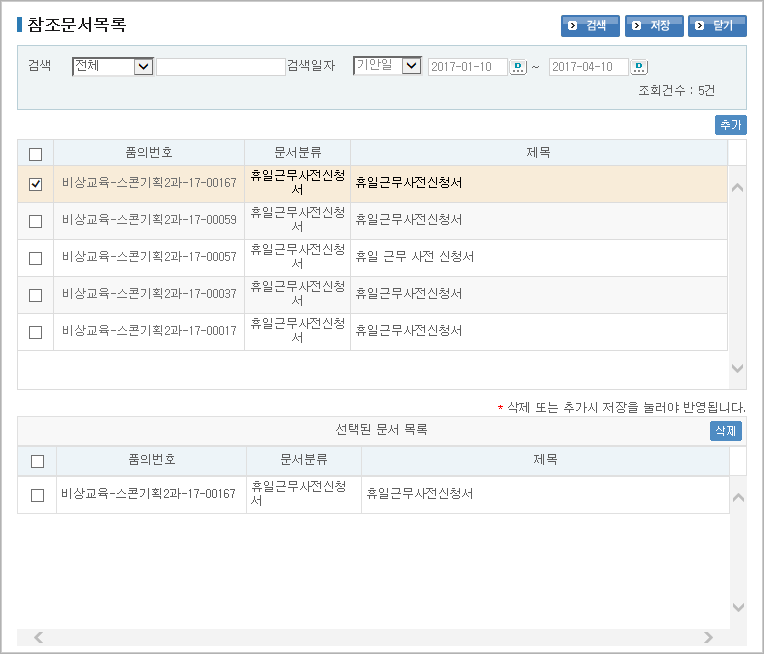 참조문서목록
검색 저장 닫기
검색 전체 검색일자 기안일 2017-01-10 ~ 2017-04-10
조회건수 : 5건
추가
품의번호 문서분류 제목
비상교육-스콘기획2과-17-00167 휴일근무사전신청서 휴일근무사전신청서
비상교육-스콘기획2과-17-00059 휴일근무사전신청서 휴일근무사전신청서
비상교육-스콘기획2과-17-00057 휴일근무사전신청서 휴일 근무 사전 신청서
비상교육-스콘기획2과-17-00037 휴일근무사전신청서 휴일근무사전신청서
비상교육-스콘기획2과-17-00017 휴일근무사전신청서 휴일근무사전신청서
* 삭제 또는 추가시 저장을 눌러야 반영됩니다.
선택된 문서 목록 삭제
품의번호 문서분류 제목
비상교육-스콘기획2과-17-00167 휴일근무사전신청서 휴일근무사전신청서